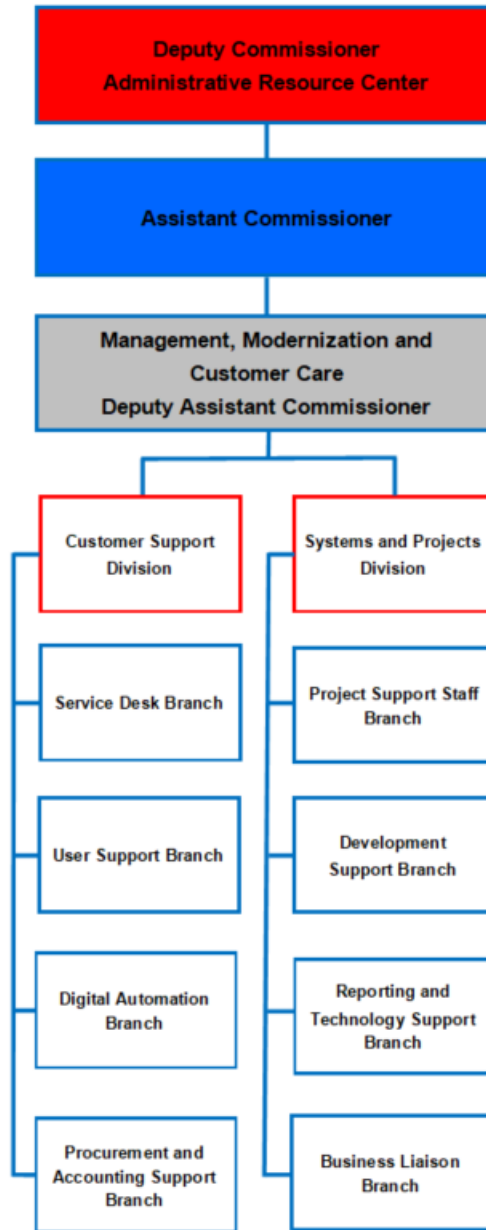 Deputy Commissioner
Administrative Resource Center
Assistant Commissioner
Management, Modernization and
Customer Care
Deputy Assistant Commissioner
Customer Support
Division
Service Desk Branch
User Support Branch
Digital Automation
Branch
Procurement and
Accounting Support
Branch
Systems and Projects
Division
Project Support Staff
Branch
Development
Support Branch
Reporting and
Technology Support
Branch
Business Liaison
Branch